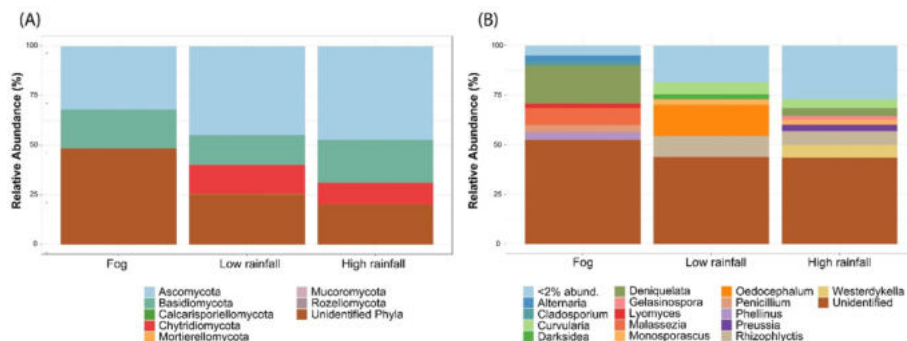 (A)
(B)
Relative Abundance (%)
100
75
50
25
0
Fog
Low rainfall
High rainfall
Ascomycota
Basidiomycota
Calcarisporiellomycota
Chytridiomycota
Mortierellomycota
Mucoromycota
Rozellomycota
Unidentified Phyla
Relative Abundance (%)
100
75
50
25
0
Fog
Low rainfall
High rainfall
<2% abund.
Alternaria
Cladosporium
Curvularia
Darksidea
Deniquelata
Gelasinospora
Lyomyces
Malassezia
Monosporascus
Oedocephalum
Penicillium
Phellinus
Preussia
Rhizophlyctis
Westerdykella
Unidentified